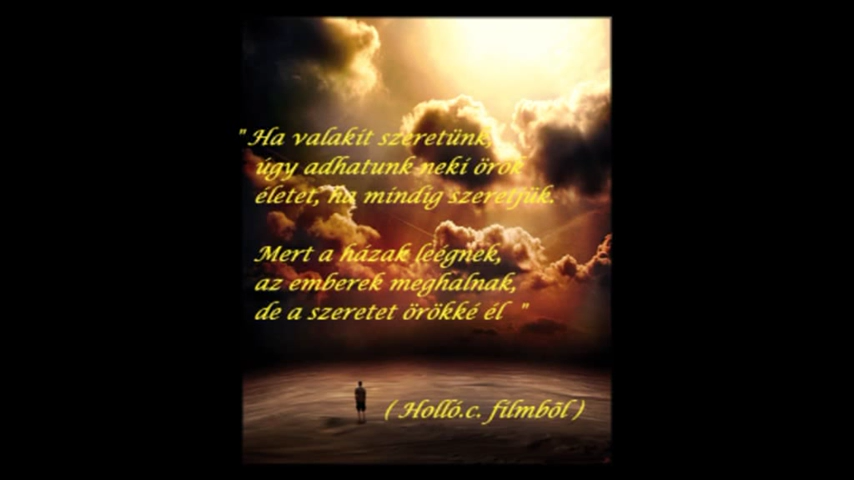 " Ha valakit szeretünk,
úgy adhatunk neki örök
életet, ha mindig szeretjük.
Mert a házak leégnek,
az emberek meghalnak,
de a szeretet örökké él "
( Holló.c. filmbõl )